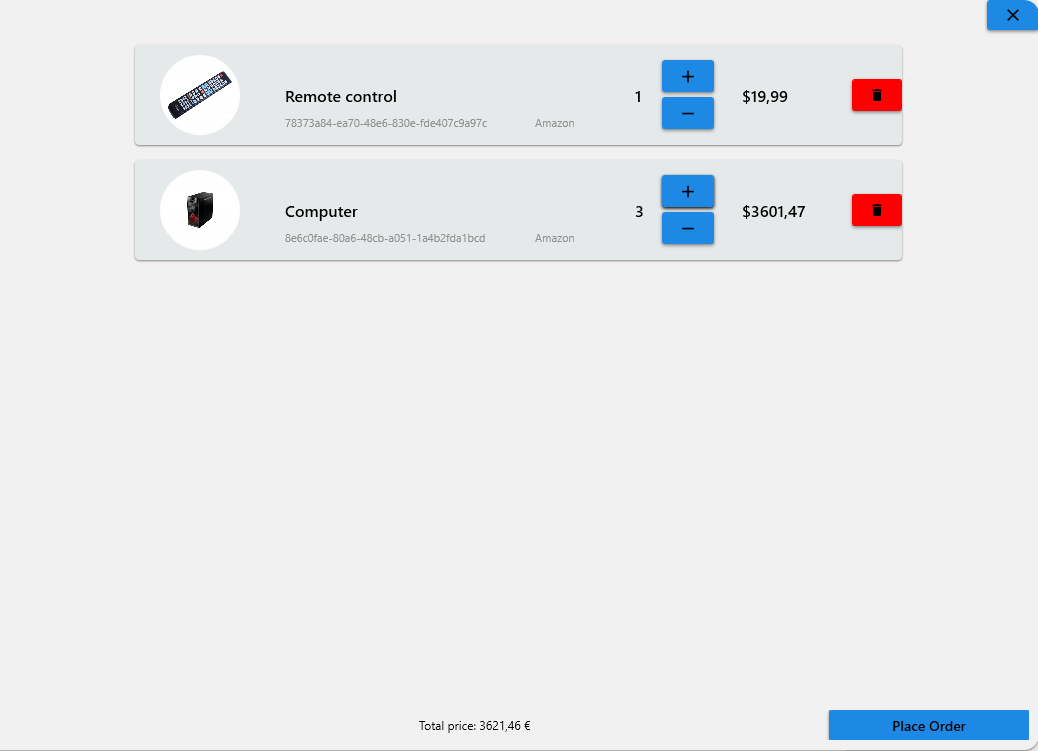 Remote control
1
$19,99
78373a84-ea70-48e6-830e-fde407c9a97c
Amazon
Computer
3
$3601,47
8e6c0fae-80a6-48cb-a051-1a4b2fda1bcd
Amazon
Total price: 3621,46 €
Place Order